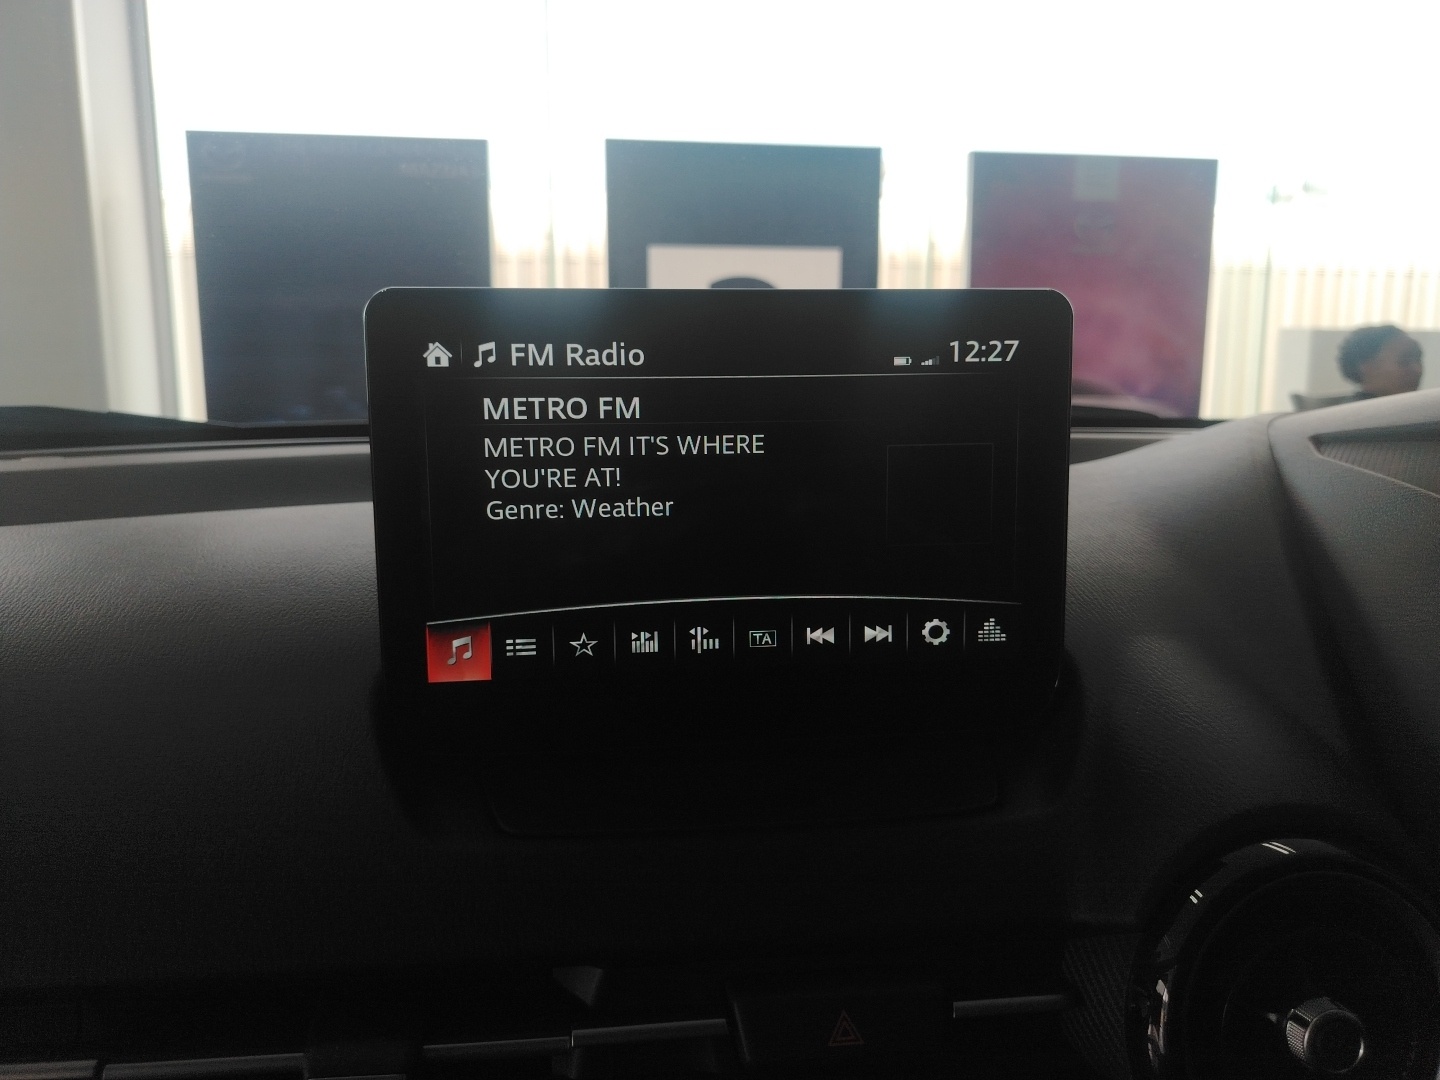 FM Radio
12:27
METRO FM
METRO FM IT'S WHERE
YOU'RE AT!
Genre: Weather
TA